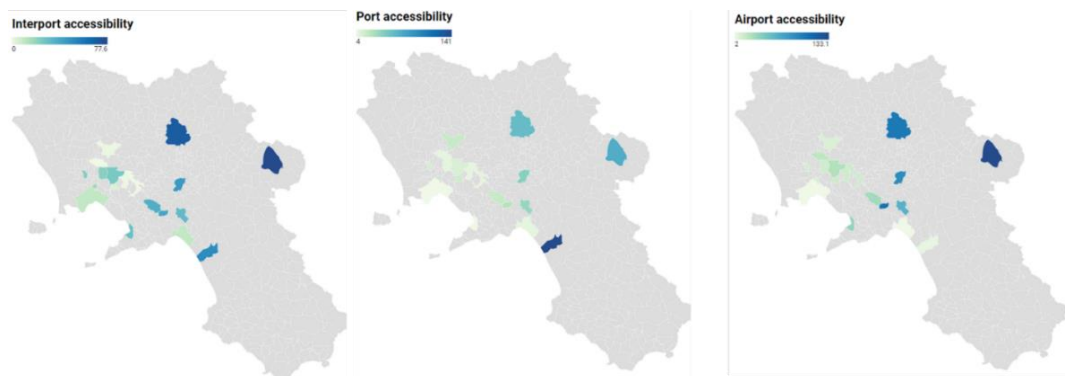 Interport accessibility
0 77.6
Port accessibility
4 141
Airport accessibility
2 133.1